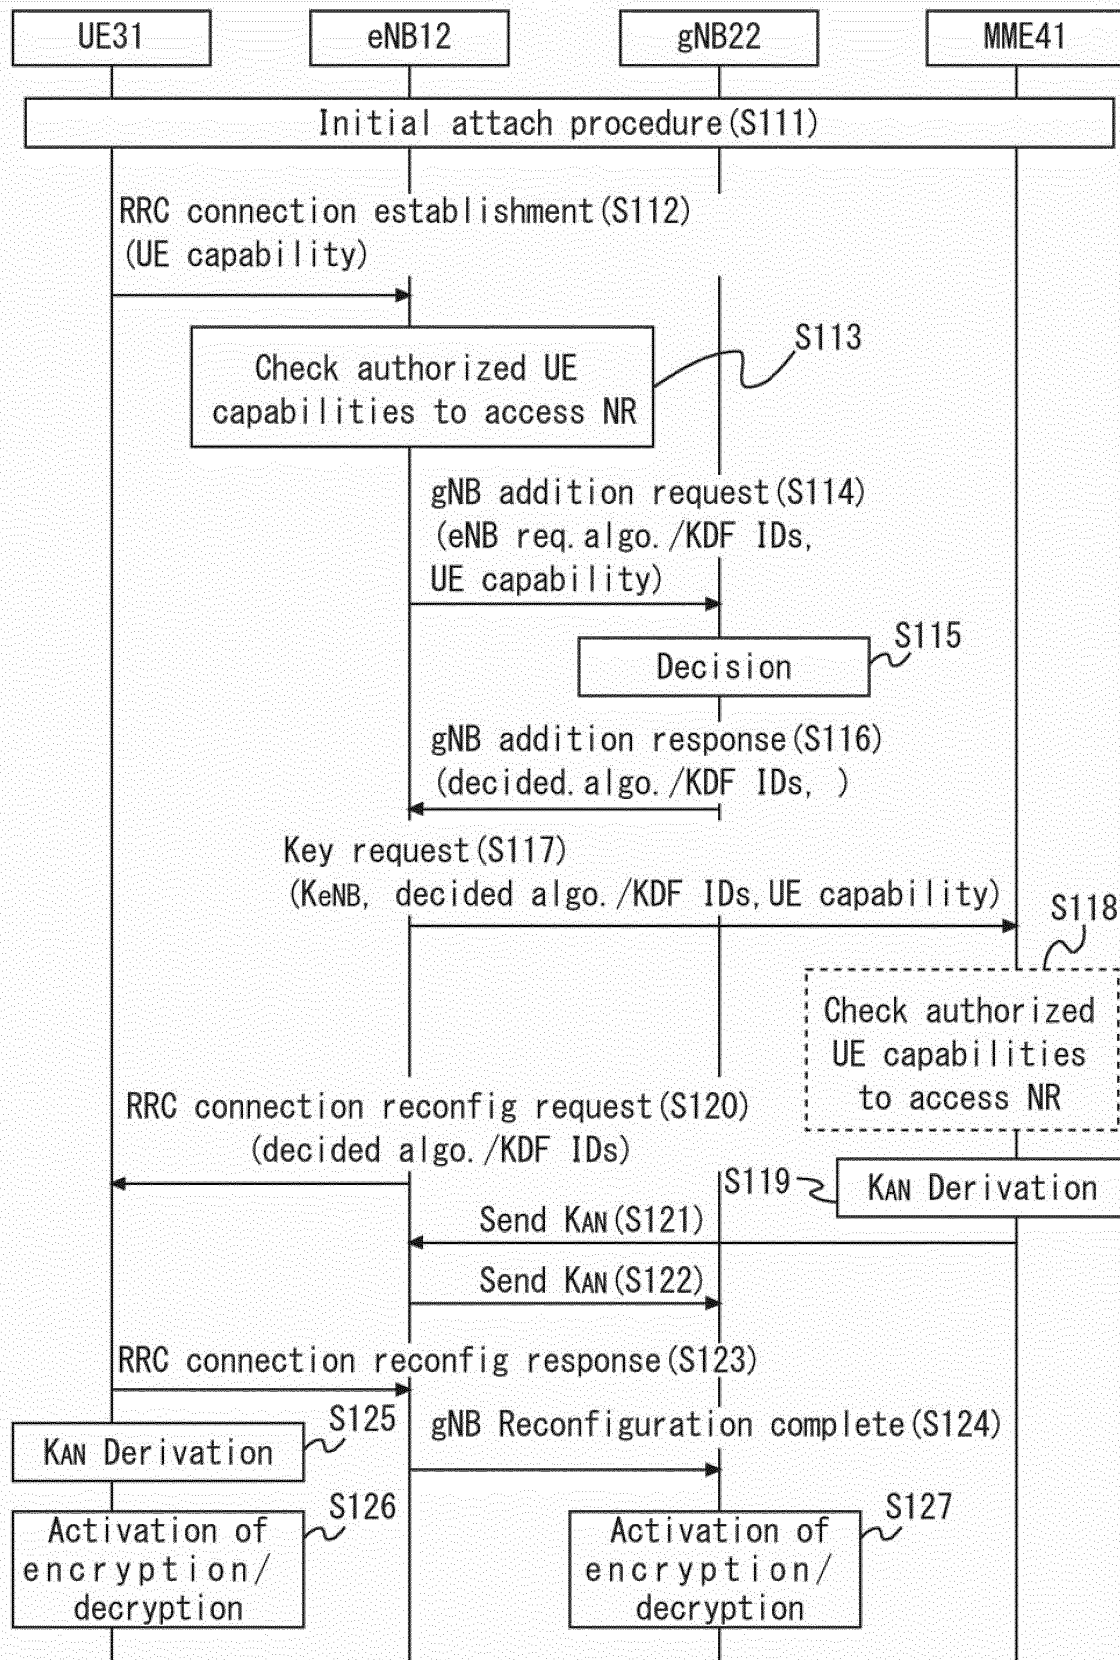 UE31
eNB12
gNB22
MME41
Initial attach procedure(S111)
RRC connection establishment(S112)
(UE capability)
S113
Check authorized UE
capabilities to access NR
gNB addition request(S114)
(eNB req.algo./KDF IDs,
UE capability)
S115
Decision
gNB addition response(S116)
(decided.algo./KDF IDs, )
Key request(S117)
(KeNB, decided algo./KDF IDs,UE capability)
S118
Check authorized
UE capabilities
to access NR
RRC connection reconfig request(S120)
(decided algo./KDF IDs)
S119
KAN Derivation
Send KAN(S121)
Send KAN(S122)
RRC connection reconfig response(S123)
S125
KAN Derivation
gNB Reconfiguration complete(S124)
S126
Activation of
encryption/
decryption
S127
Activation of
encryption/
decryption